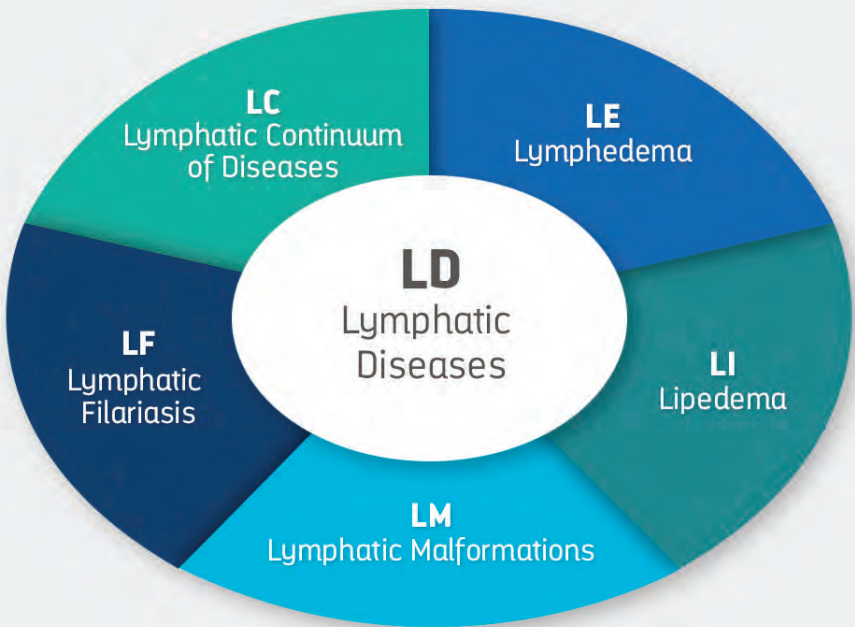 LC
Lymphatic Continuum
of Diseases
LE
Lymphedema
LD
Lymphatic
Diseases
LF
Lymphatic
Filariasis
LI
Lipedema
LM
Lymphatic Malformations